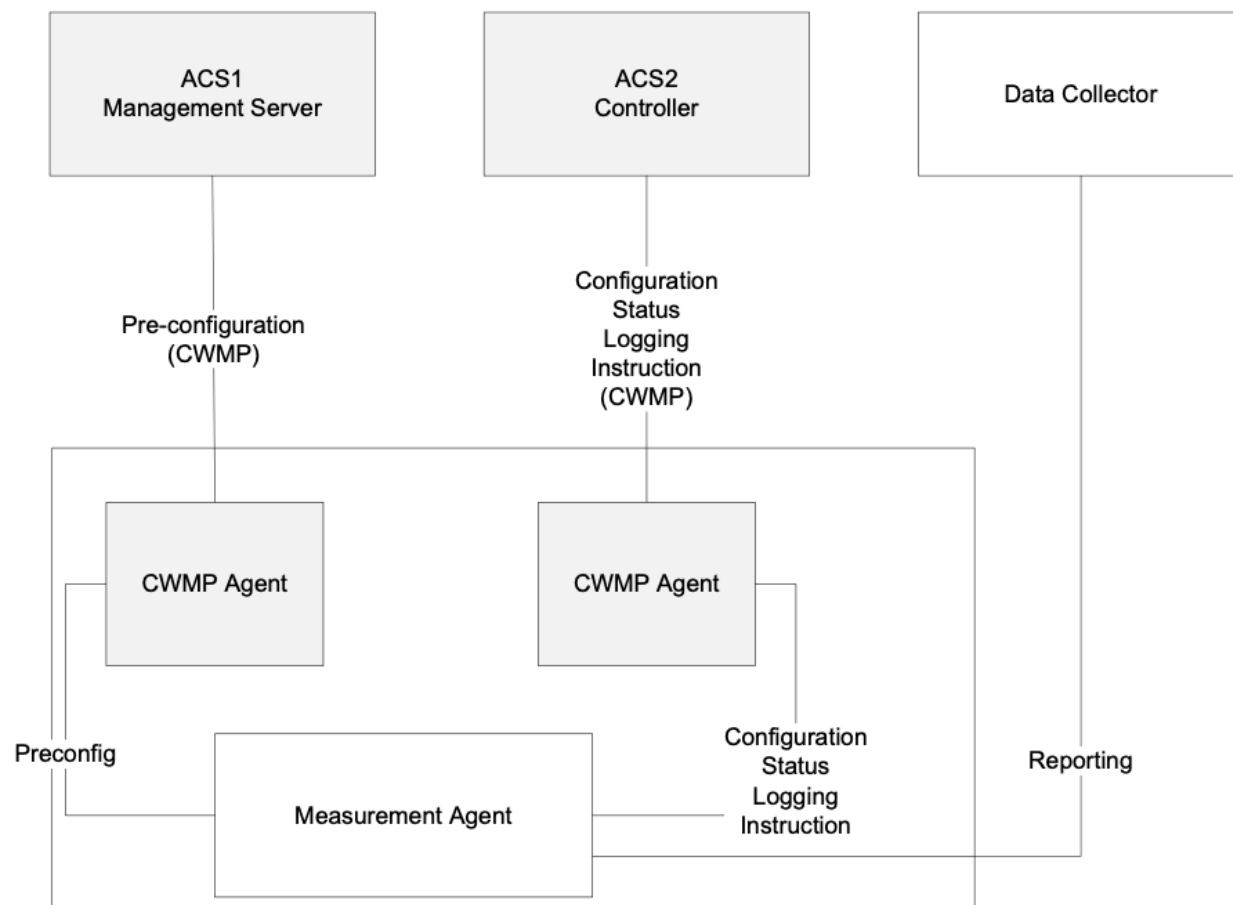 ACS1
Management Server
ACS2
Controller
Data Collector
Pre-configuration
(CWMP)
Configuration
Status
Logging
Instruction
(CWMP)
CWMP Agent
CWMP Agent
Preconfig
Measurement Agent
Configuration
Status
Logging
Instruction
Reporting